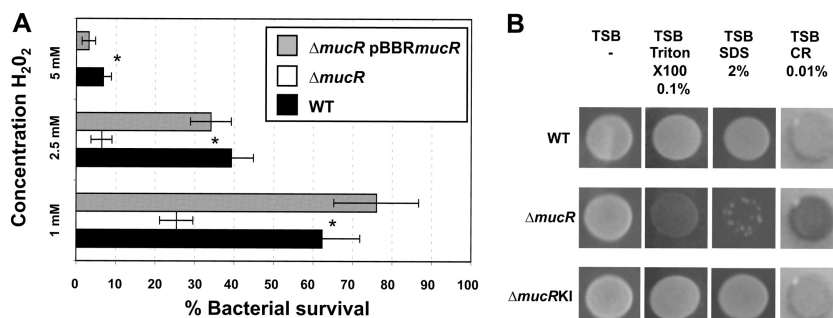 A
Concentration H₂0₂
5 mM
2.5 mM
1 mM
*
*
*
ΔmucR pBBRmucR
ΔmucR
WT
0 10 20 30 40 50 60 70 80 90 100
% Bacterial survival
B
TSB
-
TSB
Triton
X100
0.1%
TSB
SDS
2%
TSB
CR
0.01%
WT
ΔmucR
ΔmucRKI